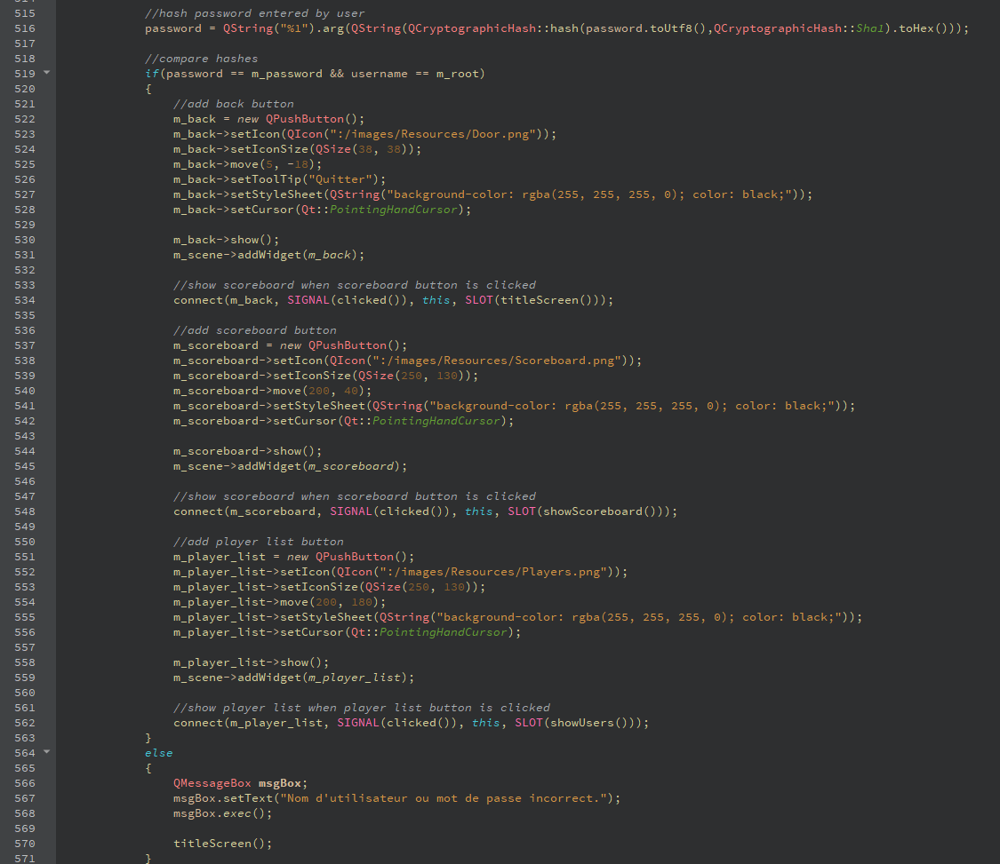 515 //hash password entered by user
516 password = QString("%1").arg(QString(QCryptographicHash::hash(password.toUtf8(),QCryptographicHash::Sha1).toHex()));
517
518 //compare hashes
519 if(password == m_password && username == m_root)
520 {
521 //add back button
522 m_back = new QPushButton();
523 m_back->setIcon(QIcon(":/images/Resources/Door.png"));
524 m_back->setIconSize(QSize(38, 38));
525 m_back->move(5, -18);
526 m_back->setToolTip("Quitter");
527 m_back->setStyleSheet(QString("background-color: rgba(255, 255, 255, 0); color: black;"));
528 m_back->setCursor(Qt::PointingHandCursor);
529
530 m_back->show();
531 m_scene->addWidget(m_back);
532
533 //show scoreboard when scoreboard button is clicked
534 connect(m_back, SIGNAL(clicked()), this, SLOT(titleScreen()));
535
536 //add scoreboard button
537 m_scoreboard = new QPushButton();
538 m_scoreboard->setIcon(QIcon(":/images/Resources/Scoreboard.png"));
539 m_scoreboard->setIconSize(QSize(250, 130));
540 m_scoreboard->move(200, 40);
541 m_scoreboard->setStyleSheet(QString("background-color: rgba(255, 255, 255, 0); color: black;"));
542 m_scoreboard->setCursor(Qt::PointingHandCursor);
543
544 m_scoreboard->show();
545 m_scene->addWidget(m_scoreboard);
546
547 //show scoreboard when scoreboard button is clicked
548 connect(m_scoreboard, SIGNAL(clicked()), this, SLOT(showScoreboard()));
549
550 //add player list button
551 m_player_list = new QPushButton();
552 m_player_list->setIcon(QIcon(":/images/Resources/Players.png"));
553 m_player_list->setIconSize(QSize(250, 130));
554 m_player_list->move(200, 180);
555 m_player_list->setStyleSheet(QString("background-color: rgba(255, 255, 255, 0); color: black;"));
556 m_player_list->setCursor(Qt::PointingHandCursor);
557
558 m_player_list->show();
559 m_scene->addWidget(m_player_list);
560
561 //show player list when player list button is clicked
562 connect(m_player_list, SIGNAL(clicked()), this, SLOT(showUsers()));
563 }
564 else
565 {
566 QMessageBox msgBox;
567 msgBox.setText("Nom d'utilisateur ou mot de passe incorrect.");
568 msgBox.exec();
569
570 titleScreen();
571 }